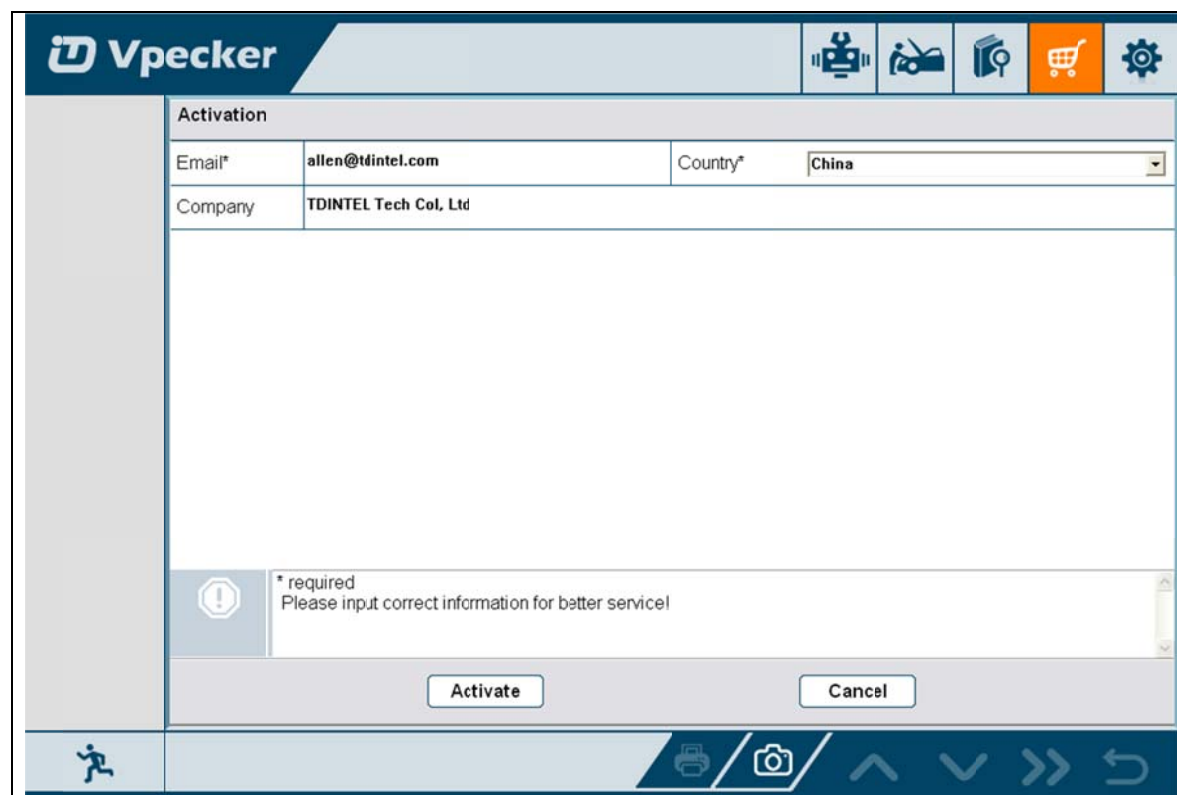 Vpecker
Activation
Email* allen@tdintel.com Country* China
Company TDINTEL Tech Col, Ltd
* required
Please input correct information for better service!
Activate Cancel